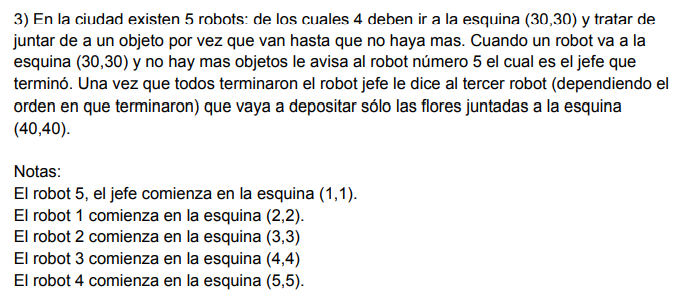 3) En la ciudad existen 5 robots: de los cuales 4 deben ir a la esquina (30,30) y tratar de
juntar de a un objeto por vez que van hasta que no haya mas. Cuando un robot va a la
esquina (30,30) y no hay mas objetos le avisa al robot número 5 el cual es el jefe que
terminó. Una vez que todos terminaron el robot jefe le dice al tercer robot (dependiendo el
orden en que terminaron) que vaya a depositar sólo las flores juntadas a la esquina
(40,40).
Notas:
El robot 5, el jefe comienza en la esquina (1,1).
El robot 1 comienza en la esquina (2,2).
El robot 2 comienza en la esquina (3,3)
El robot 3 comienza en la esquina (4,4)
El robot 4 comienza en la esquina (5,5).